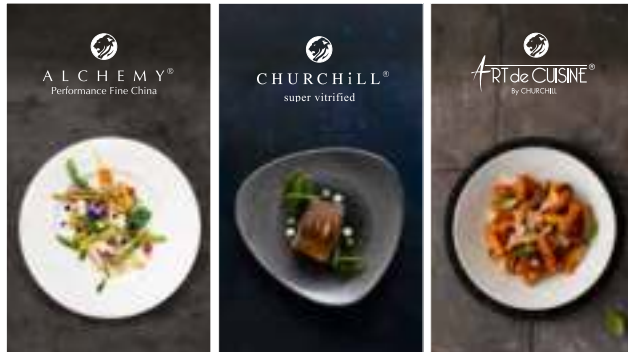 ALCHEMY®
Performance Fine China
CHURCHiLL®
super vitrified
ART de CUISINE®
By CHURCHiLL